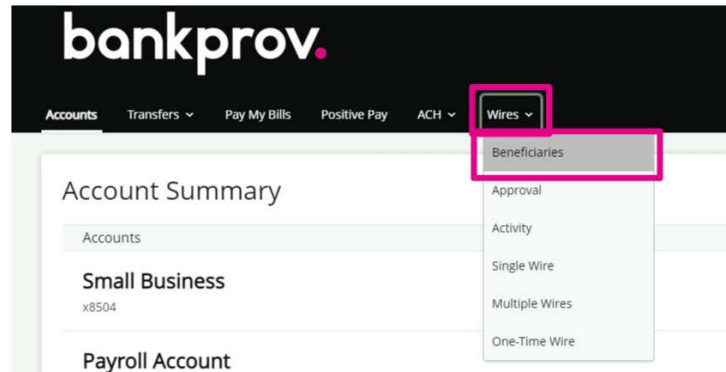 bankprov.
Accounts Transfers Pay My Bills Positive Pay ACH Wires
Beneficiaries
Approval
Activity
Single Wire
Multiple Wires
One-Time Wire
Account Summary
Accounts
Small Business
x8504
Payroll Account